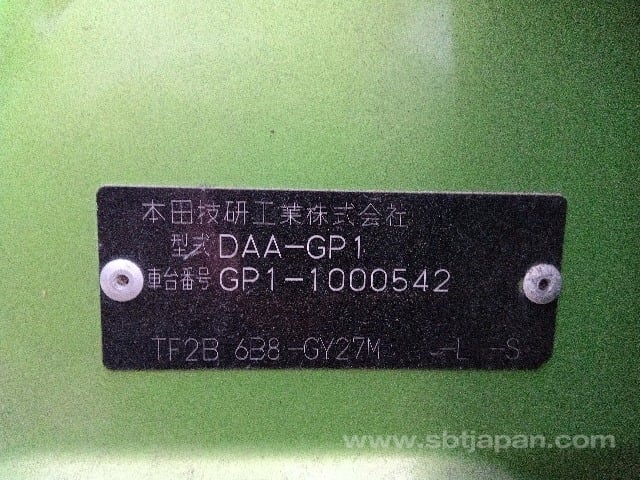 本田技研工業株式会社
型式 DAA-GP1
車台番号 GP1-1000542
TF2B 6B8-GY27M -L -S
www.sbtjapan.com